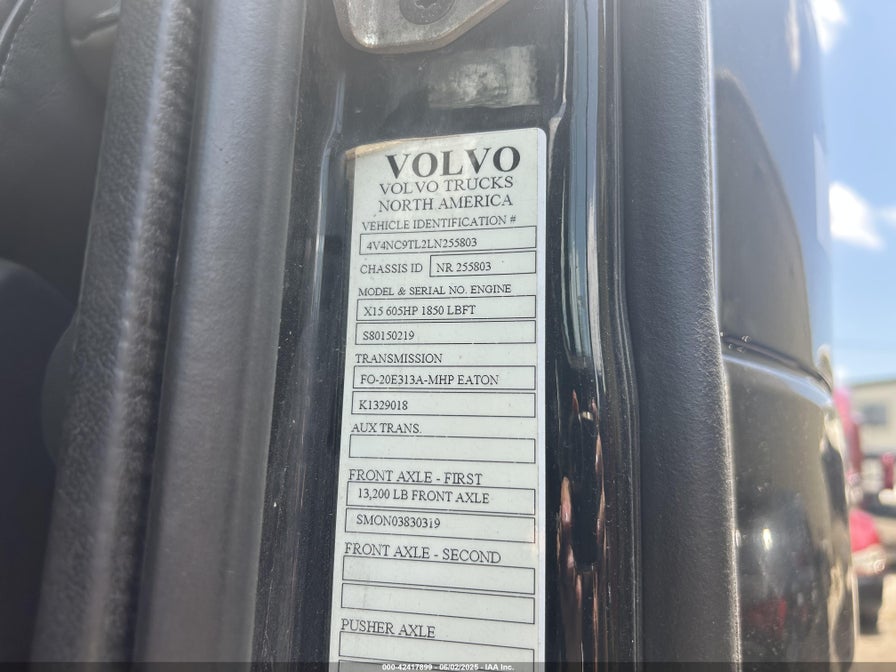 VOLVO
VOLVO TRUCKS
NORTH AMERICA
VEHICLE IDENTIFICATION #
4V4NC9TL2LN255803
CHASSIS ID NR 255803
MODEL & SERIAL NO. ENGINE
X15 605HP 1850 LBFT
S80150219
TRANSMISSION
FO-20E313A-MHP EATON
K1329018
AUX TRANS.
FRONT AXLE - FIRST
13,200 LB FRONT AXLE
SMON03830319
FRONT AXLE - SECOND
PUSHER AXLE
000-42417899 - 06/02/2025 - IAA Inc.